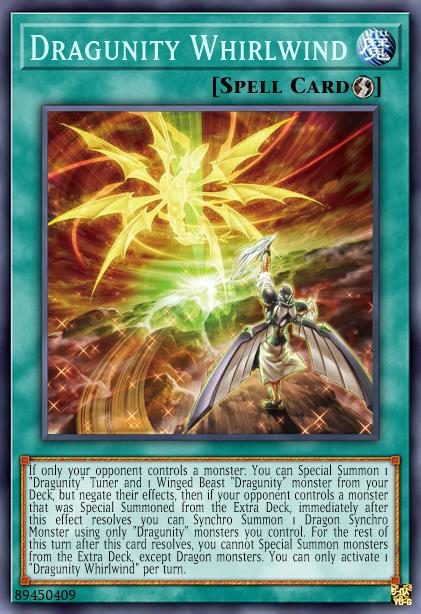 DRAGUNITY WHIRLWIND
魔
[SPELL CARD]
If only your opponent controls a monster: You can Special Summon 1
"Dragunity" Tuner and 1 Winged Beast "Dragunity" monster from your
Deck, but negate their effects, then if your opponent controls a monster
that was Special Summoned from the Extra Deck, immediately after
this effect resolves you can Synchro Summon 1 Dragon Synchro
Monster using only "Dragunity" monsters you control. For the rest of
this turn after this card resolves, you cannot Special Summon monsters
from the Extra Deck, except Dragon monsters. You can only activate 1
"Dragunity Whirlwind" per turn.
89450409